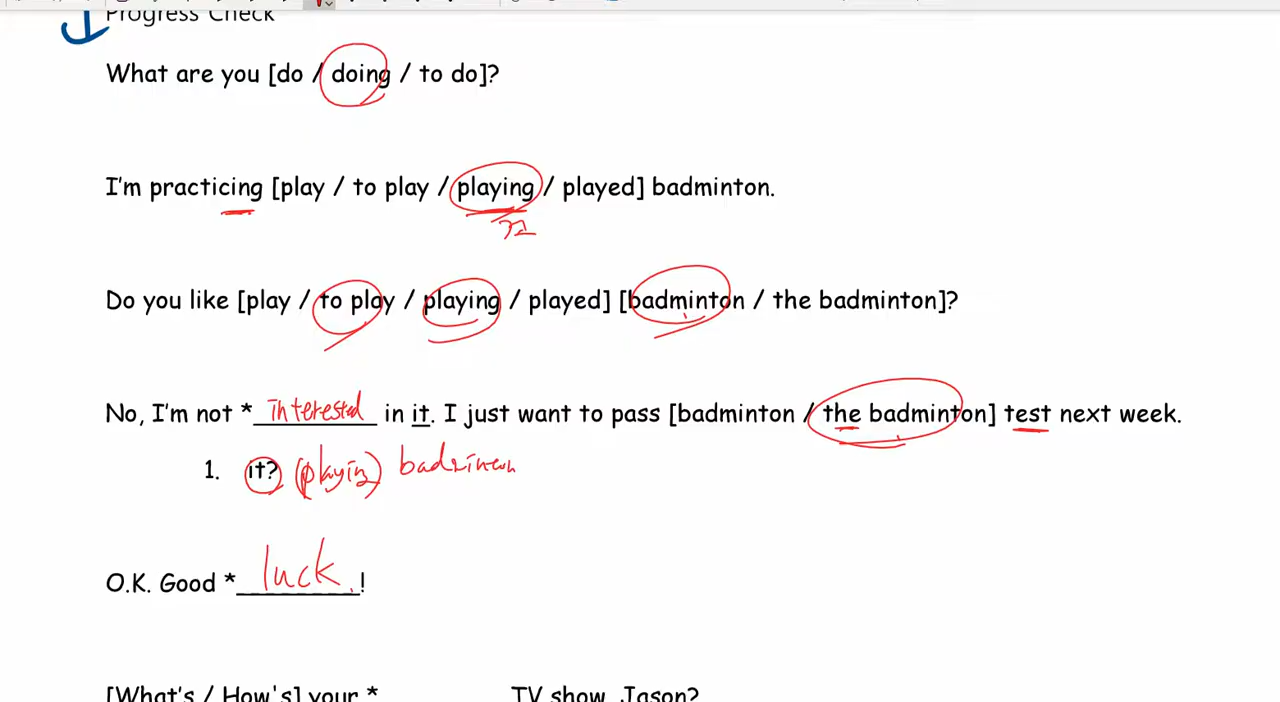 Progress Check
What are you [do / doing / to do]?
I'm practicing [play / to play / playing / played] badminton.
Do you like [play / to play / playing / played] [badminton / the badminton]?
No, I'm not * interested in it. I just want to pass [badminton / the badminton] test next week.
1. it? (playing)
O.K. Good * luck !
[What's / How's] your * TV show, Jason?